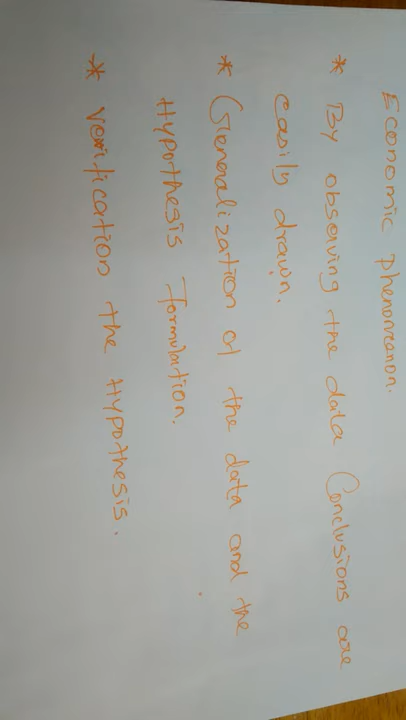 Economic phenomenon.
* By observing the data Conclusions are
easily drawn.
* Generalization of the data and the
Hypothesis Formulation.
* Verification the Hypothesis.